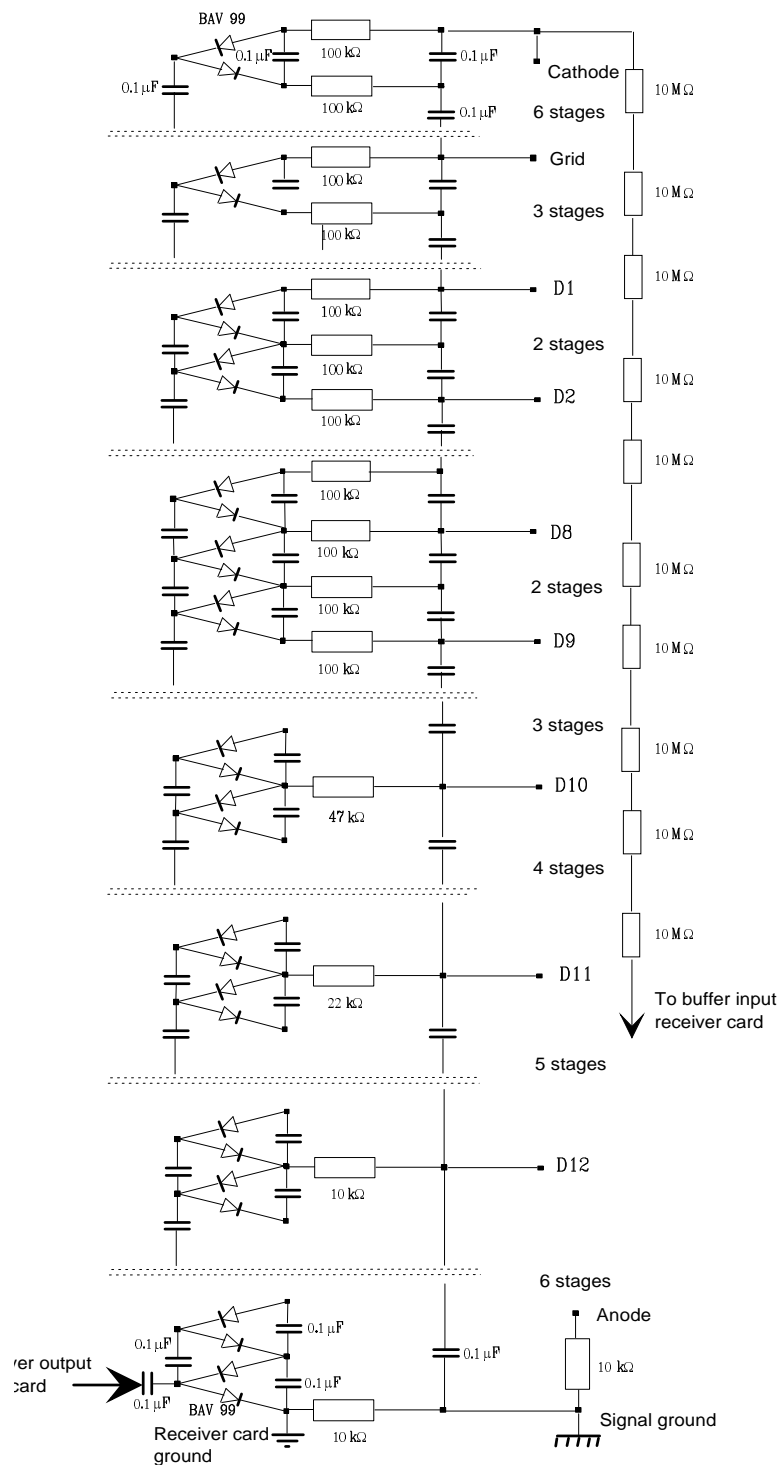 BAV 99
100 kΩ
0.1 µF
0.1 µF
0.1 µF
Cathode
10 MΩ
0.1 µF
6 stages
100 kΩ
Grid
100 kΩ
10 MΩ
3 stages
100 kΩ
D1
10 MΩ
100 kΩ
2 stages
100 kΩ
D2
10 MΩ
100 kΩ
10 MΩ
100 kΩ
D8
100 kΩ
10 MΩ
2 stages
100 kΩ
D9
10 MΩ
100 kΩ
3 stages
10 MΩ
D10
47 kΩ
10 MΩ
4 stages
10 MΩ
D11
22 kΩ
To buffer input
receiver card
5 stages
D12
10 kΩ
6 stages
Anode
0.1 µF
0.1 µF
0.1 µF
ver output
card
0.1 µF
10 kΩ
0.1 µF
BAV 99
Receiver card
ground
10 kΩ
Signal ground